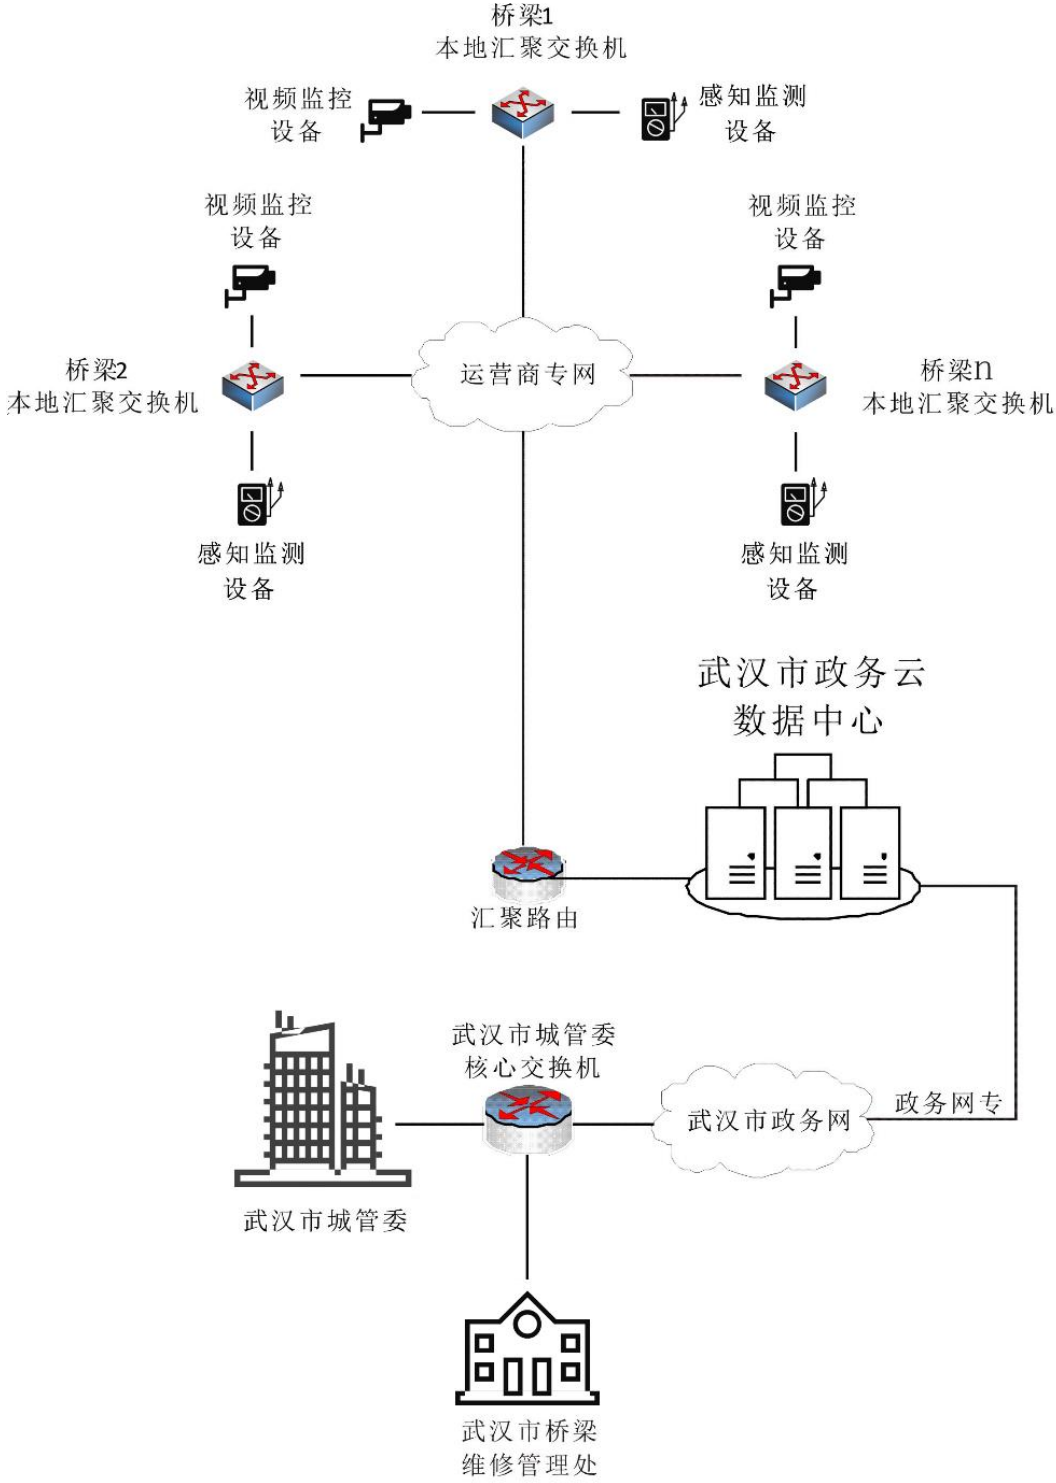 桥梁1
本地汇聚交换机
视频监控
设备
感知监测
设备
视频监控
设备
视频监控
设备
桥梁2
本地汇聚交换机
运营商专网
桥梁n
本地汇聚交换机
感知监测
设备
感知监测
设备
武汉市政务云
数据中心
汇聚路由
武汉市城管委
核心交换机
政务网专
武汉市政务网
武汉市城管委
武汉市桥梁
维修管理处